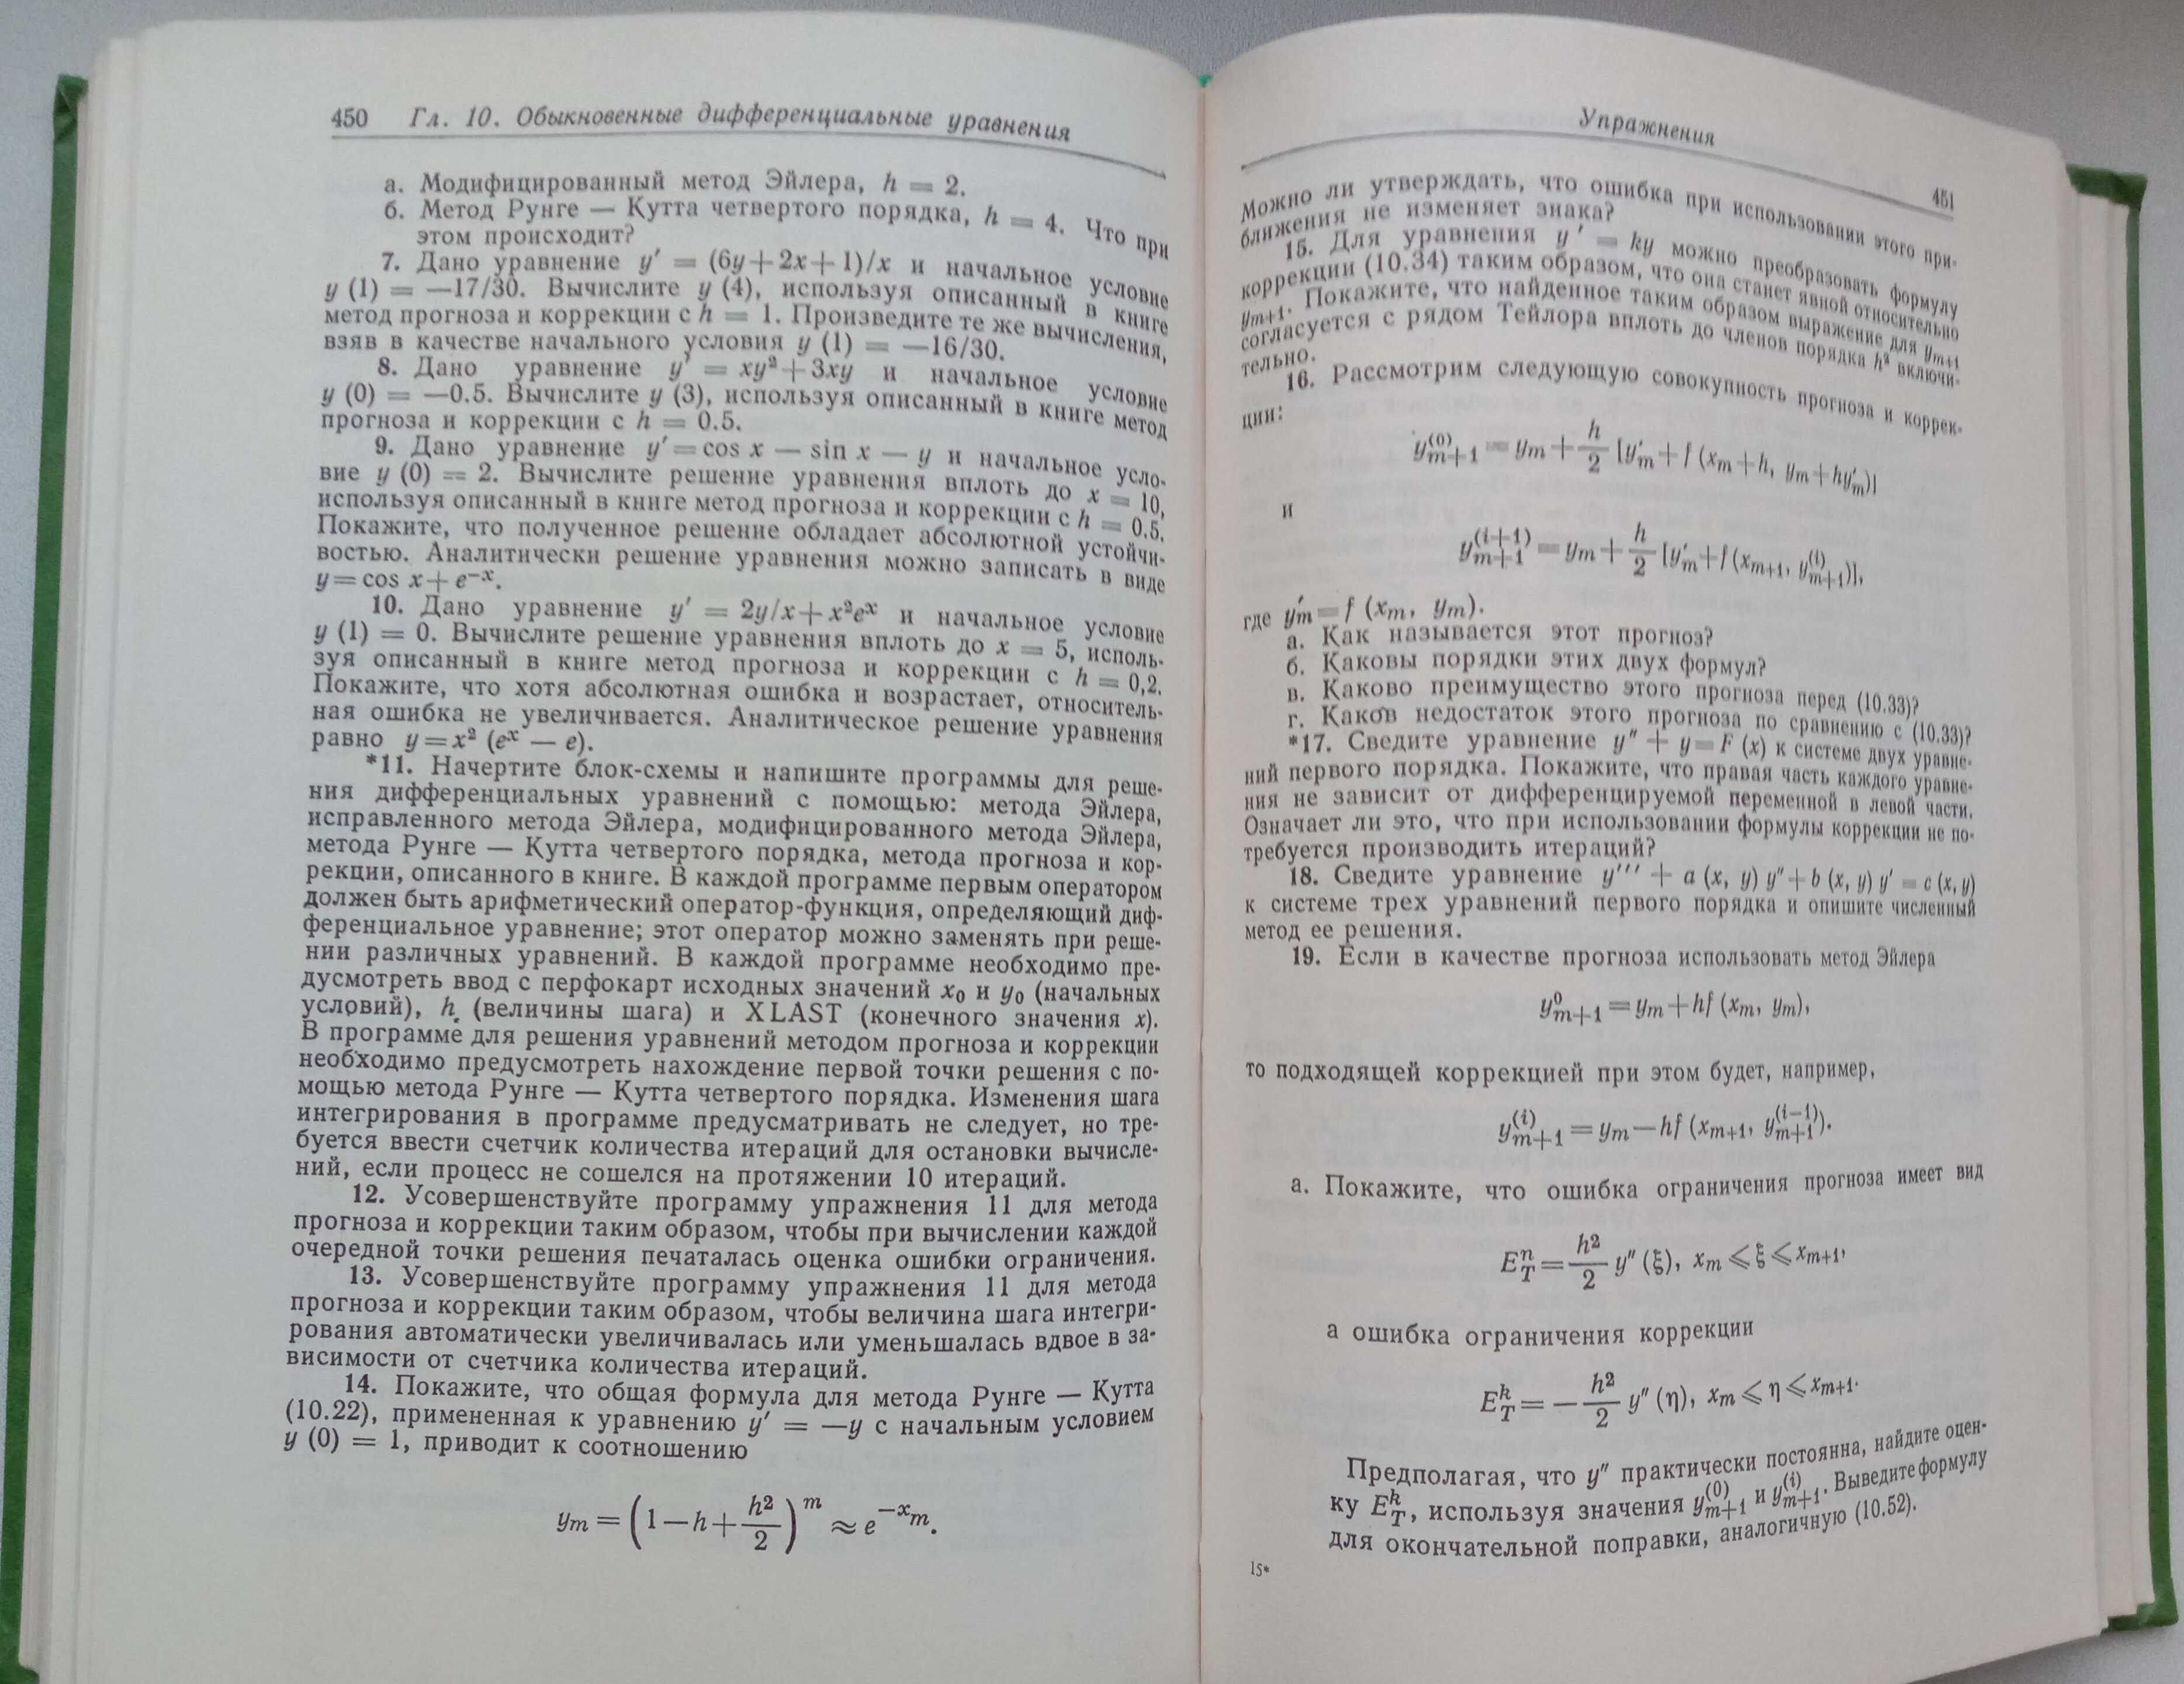 450 Гл. 10. Обыкновенные дифференциальные уравнения
а. Модифицированный метод Эйлера, h = 2.
б. Метод Рунге — Кутта четвертого порядка, h = 4. Что при
этом происходит?
7. Дано уравнение y′ = (6y+2x+1)/x и начальное условие
y (1) = —17/30. Вычислите y (4), используя описанный в книге
метод прогноза и коррекции с h = 1. Произведите те же вычисления,
взяв в качестве начального условия y (1) = —16/30.
8. Дано уравнение y′ = xy²+3xy и начальное условие
y (0) = —0.5. Вычислите y (3), используя описанный в книге метод
прогноза и коррекции с h = 0.5.
9. Дано уравнение y′ = cos x — sin x — y и начальное усло-
вие y (0) = 2. Вычислите решение уравнения вплоть до x = 10,
используя описанный в книге метод прогноза и коррекции с h = 0.5.
Покажите, что полученное решение обладает абсолютной устойчи-
востью. Аналитически решение уравнения можно записать в виде
y = cos x + e⁻ˣ.
10. Дано уравнение y′ = 2y/x+x²eˣ и начальное условие
y (1) = 0. Вычислите решение уравнения вплоть до x = 5, исполь-
зуя описанный в книге метод прогноза и коррекции с h = 0,2.
Покажите, что хотя абсолютная ошибка и возрастает, относитель-
ная ошибка не увеличивается. Аналитическое решение уравнения
равно y = x² (eˣ — e).
*11. Начертите блок-схемы и напишите программы для реше-
ния дифференциальных уравнений с помощью: метода Эйлера,
исправленного метода Эйлера, модифицированного метода Эйлера,
метода Рунге — Кутта четвертого порядка, метода прогноза и кор-
рекции, описанного в книге. В каждой программе первым оператором
должен быть арифметический оператор-функция, определяющий диф-
ференциальное уравнение; этот оператор можно заменять при реше-
нии различных уравнений. В каждой программе необходимо пре-
дусмотреть ввод с перфокарт исходных значений x₀ и y₀ (начальных
условий), h (величины шага) и XLAST (конечного значения x).
В программе для решения уравнений методом прогноза и коррекции
необходимо предусмотреть нахождение первой точки решения с по-
мощью метода Рунге — Кутта четвертого порядка. Изменения шага
интегрирования в программе предусматривать не следует, но тре-
буется ввести счетчик количества итераций для остановки вычисле-
ний, если процесс не сошелся на протяжении 10 итераций.
12. Усовершенствуйте программу упражнения 11 для метода
прогноза и коррекции таким образом, чтобы при вычислении каждой
очередной точки решения печаталась оценка ошибки ограничения.
13. Усовершенствуйте программу упражнения 11 для метода
прогноза и коррекции таким образом, чтобы величина шага интегри-
рования автоматически увеличивалась или уменьшалась вдвое в за-
висимости от счетчика количества итераций.
14. Покажите, что общая формула для метода Рунге — Кутта
(10.22), примененная к уравнению y′ = —y с начальным условием
y (0) = 1, приводит к соотношению
y_m = (1 — h + h²/2)^m ≈ e^{—x_m}.
Упражнения 451
Можно ли утверждать, что ошибка при использовании этого при-
ближения не изменяет знака?
15. Для уравнения y′ = ky можно преобразовать формулу
коррекции (10.34) таким образом, что она станет явной относительно
y_{m+1}. Покажите, что найденное таким образом выражение для y_{m+1}
согласуется с рядом Тейлора вплоть до членов порядка h² включи-
тельно.
16. Рассмотрим следующую совокупность прогноза и коррек-
ции:
y_{m+1}^{(0)} = y_m + h/2 [y′_m + f (x_m + h, y_m + hy′_m)]
и
y_{m+1}^{(i+1)} = y_m + h/2 [y′_m + f (x_{m+1}, y_{m+1}^{(i)})],
где y′_m = f (x_m, y_m).
а. Как называется этот прогноз?
б. Каковы порядки этих двух формул?
в. Каково преимущество этого прогноза перед (10.33)?
г. Каков недостаток этого прогноза по сравнению с (10.33)?
*17. Сведите уравнение y″ + y = F (x) к системе двух уравне-
ний первого порядка. Покажите, что правая часть каждого уравне-
ния не зависит от дифференцируемой переменной в левой части.
Означает ли это, что при использовании формулы коррекции не по-
требуется производить итераций?
18. Сведите уравнение y‴ + a (x, y) y″ + b (x, y) y′ = c (x, y)
к системе трех уравнений первого порядка и опишите численный
метод ее решения.
19. Если в качестве прогноза использовать метод Эйлера
y_{m+1}^0 = y_m + hf (x_m, y_m),
то подходящей коррекцией при этом будет, например,
y_{m+1}^{(i)} = y_m — hf (x_{m+1}, y_{m+1}^{(i—1)}).
а. Покажите, что ошибка ограничения прогноза имеет вид
E_T^п = h²/2 y″ (ξ), x_m ⩽ ξ ⩽ x_{m+1},
а ошибка ограничения коррекции
E_T^k = — h²/2 y″ (η), x_m ⩽ η ⩽ x_{m+1}.
Предполагая, что y″ практически постоянна, найдите оцен-
ку E_T^k, используя значения y_{m+1}^{(0)} и y_{m+1}^{(i)}. Выведите формулу
для окончательной поправки, аналогичную (10.52).
15*